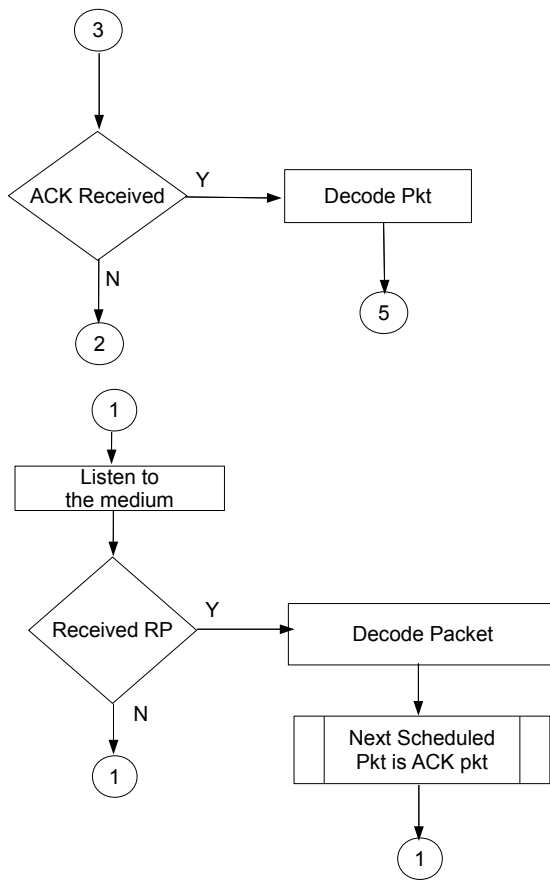 3
ACK Received
Y
Decode Pkt
N
5
2
1
Listen to
the medium
Received RP
Y
Decode Packet
N
Next Scheduled
Pkt is ACK pkt
1
1